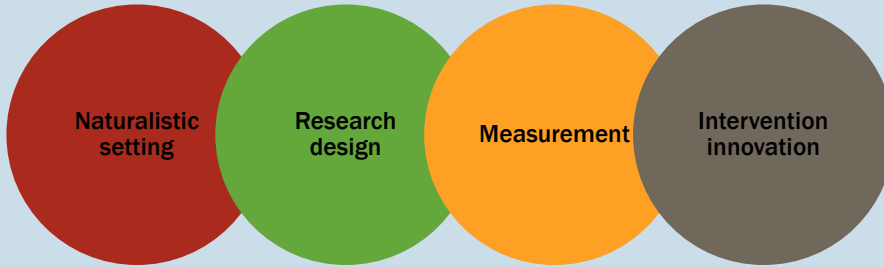 Naturalistic
setting
Research
design
Measurement
Intervention
innovation